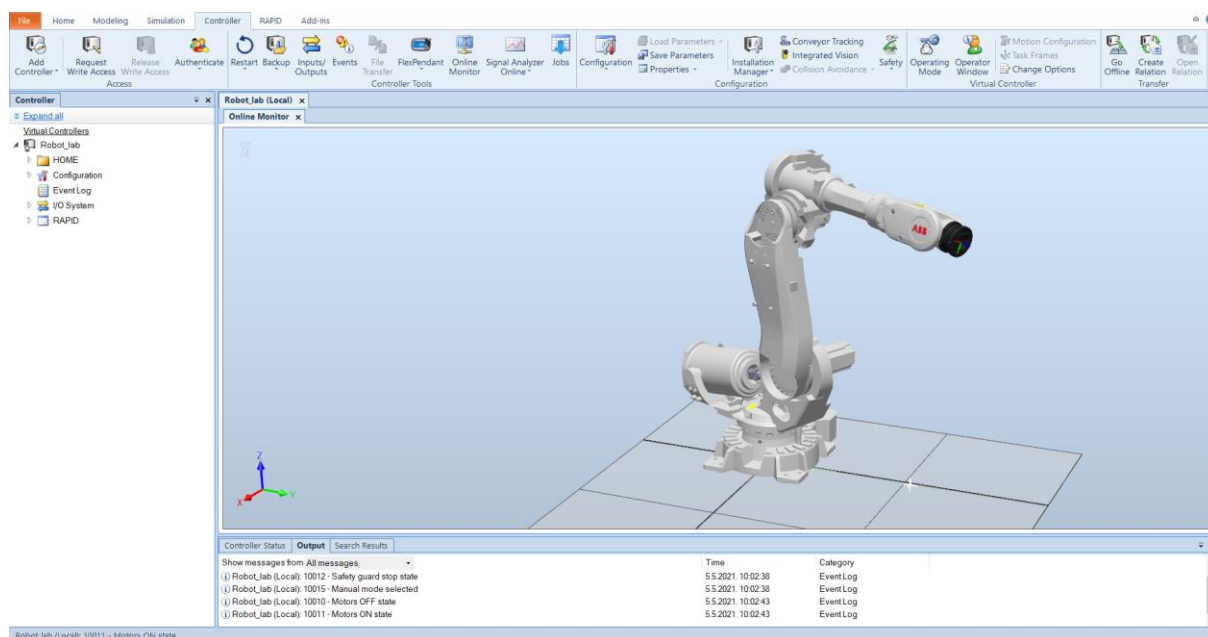 File Home Modeling Simulation Controller RAPID Add-Ins
Add Controller Request Write Access Release Write Access Authenticate
Access
Restart Backup Inputs/ Outputs Events File Transfer FlexPendant Online Monitor Signal Analyzer Online Jobs
Controller Tools
Configuration Load Parameters Save Parameters Properties Installation Manager Conveyor Tracking Integrated Vision Collision Avoidance Safety
Configuration
Operating Mode Operator Window Motion Configuration Task Frames Change Options
Virtual Controller
Go Offline Create Relation Open Relation
Transfer
Controller
Expand all
Virtual Controllers
Robot_lab
HOME
Configuration
Event Log
I/O System
RAPID
Robot_lab (Local)
Online Monitor
ABB
Z
X
Y
Controller Status Output Search Results
Show messages from All messages Time Category
Robot_lab (Local): 10012 - Safety guard stop state 5.5.2021. 10:02:38 Event Log
Robot_lab (Local): 10015 - Manual mode selected 5.5.2021. 10:02:38 Event Log
Robot_lab (Local): 10010 - Motors OFF state 5.5.2021. 10:02:43 Event Log
Robot_lab (Local): 10011 - Motors ON state 5.5.2021. 10:02:43 Event Log
Robot_lab (Local): 10011 - Motors ON state